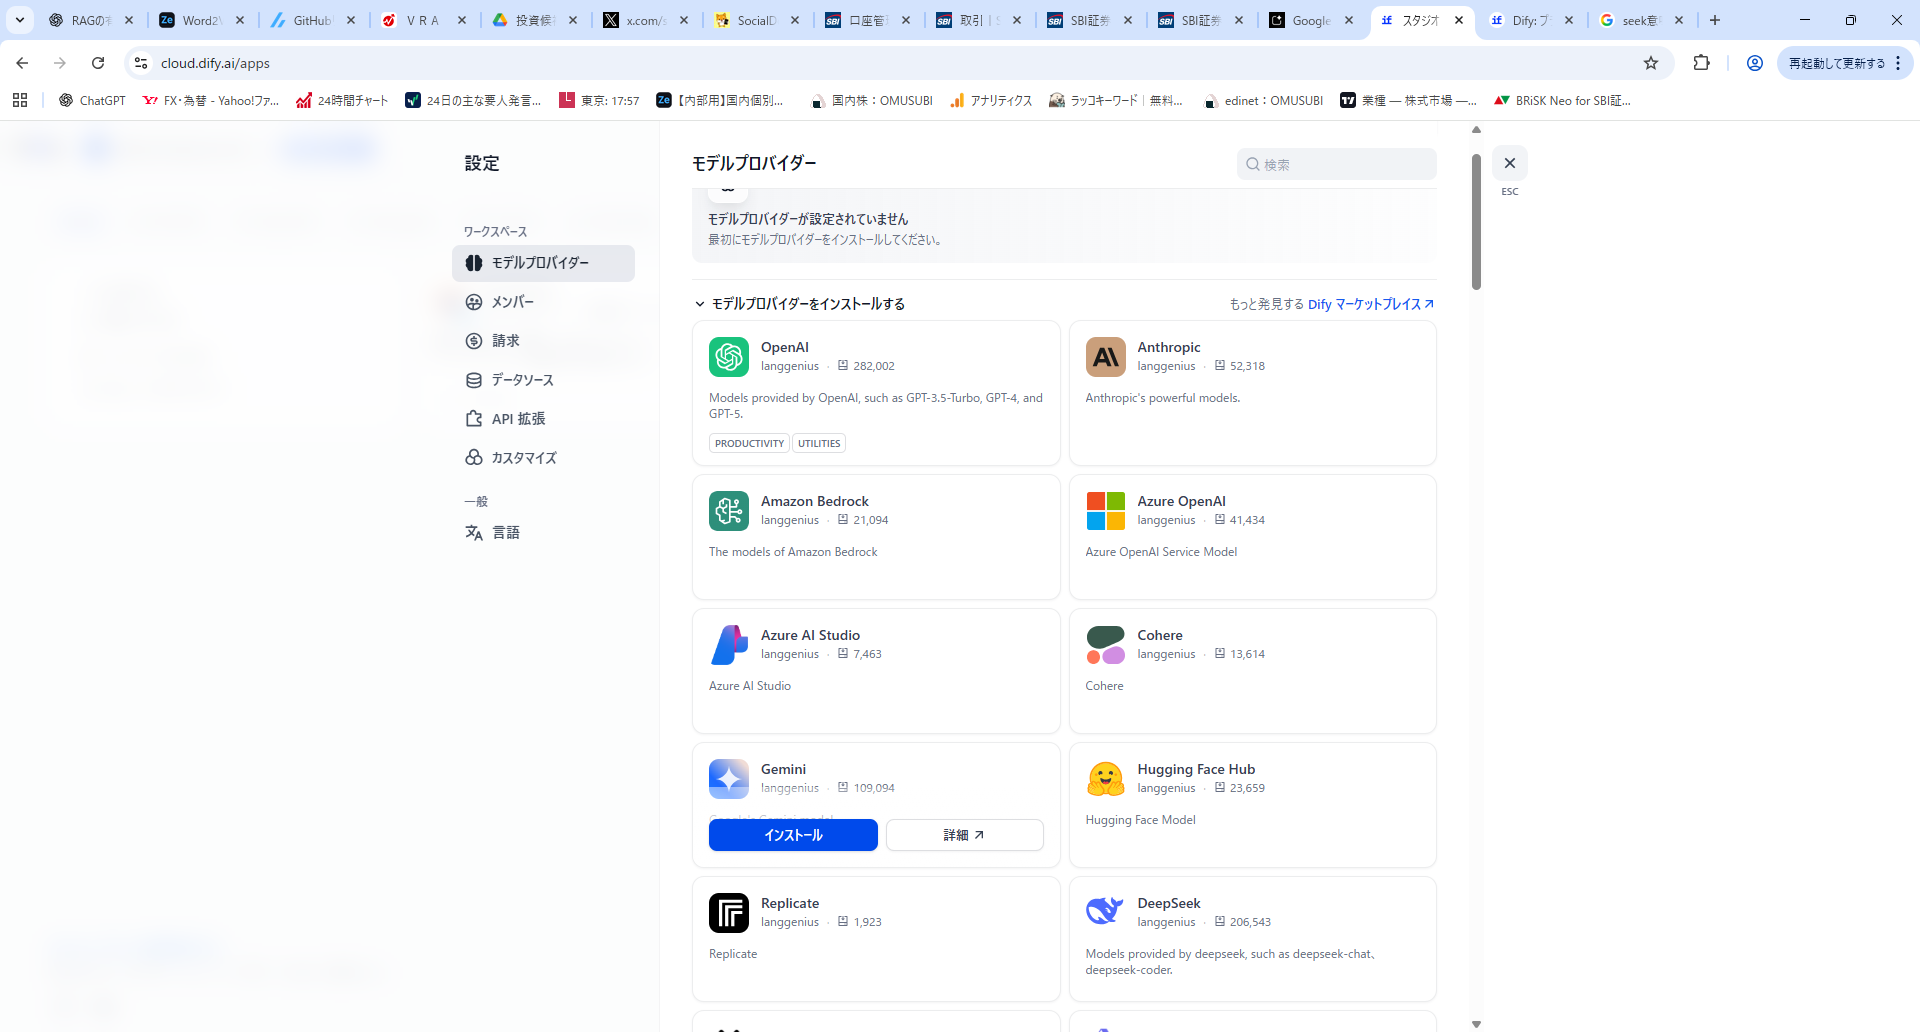 RAGの有
Word2V
GitHub
ＶＲＡ
投資候補
x.com/s
SocialD
口座管理
取引 | S
SBI証券
SBI証券
Google
スタジオ
Dify: プ
seek意味
cloud.dify.ai/apps
再起動して更新する
ChatGPT
FX・為替 - Yahoo!ファ...
24時間チャート
24日の主な要人発言...
東京: 17:57
【内部用】国内個別...
国内株：OMUSUBI
アナリティクス
ラッコキーワード｜無料...
edinet：OMUSUBI
業種 — 株式市場 —...
BRiSK Neo for SBI証...
設定
ワークスペース
モデルプロバイダー
メンバー
請求
データソース
API 拡張
カスタマイズ
一般
言語
モデルプロバイダー
検索
ESC
モデルプロバイダーが設定されていません
最初にモデルプロバイダーをインストールしてください。
モデルプロバイダーをインストールする
もっと発見する Dify マーケットプレイス
OpenAI
langgenius · 282,002
Models provided by OpenAI, such as GPT-3.5-Turbo, GPT-4, and
GPT-5.
PRODUCTIVITY UTILITIES
Anthropic
langgenius · 52,318
Anthropic's powerful models.
Amazon Bedrock
langgenius · 21,094
The models of Amazon Bedrock
Azure OpenAI
langgenius · 41,434
Azure OpenAI Service Model
Azure AI Studio
langgenius · 7,463
Azure AI Studio
Cohere
langgenius · 13,614
Cohere
Gemini
langgenius · 109,094
Google's Gemini model.
インストール
詳細
Hugging Face Hub
langgenius · 23,659
Hugging Face Model
Replicate
langgenius · 1,923
Replicate
DeepSeek
langgenius · 206,543
Models provided by deepseek, such as deepseek-chat、
deepseek-coder.